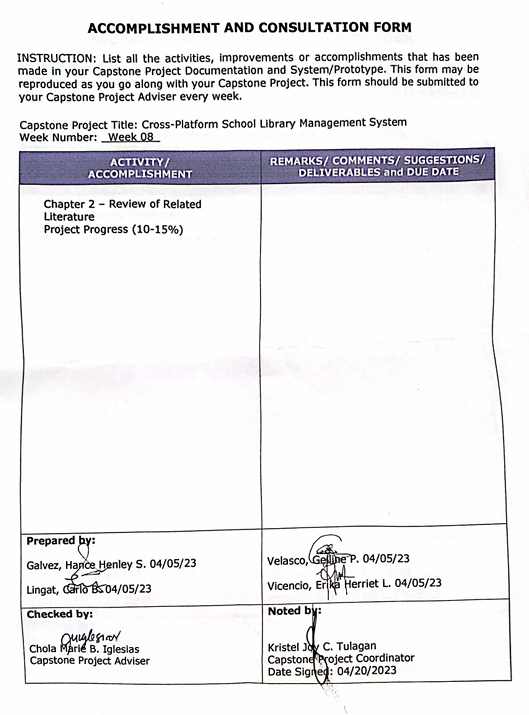 ACCOMPLISHMENT AND CONSULTATION FORM
INSTRUCTION: List all the activities, improvements or accomplishments that has been
made in your Capstone Project Documentation and System/Prototype. This form may be
reproduced as you go along with your Capstone Project. This form should be submitted to
your Capstone Project Adviser every week.
Capstone Project Title: Cross-Platform School Library Management System
Week Number: Week 08
ACTIVITY/
ACCOMPLISHMENT
REMARKS/ COMMENTS/ SUGGESTIONS/
DELIVERABLES and DUE DATE
Chapter 2 – Review of Related
Literature
Project Progress (10-15%)
Prepared by:
Galvez, Hance Henley S. 04/05/23
Lingat, Carlo B. 04/05/23
Velasco, Gelline P. 04/05/23
Vicencio, Erika Herriet L. 04/05/23
Checked by:
Chola Marie B. Iglesias
Capstone Project Adviser
Noted by:
Kristel Joy C. Tulagan
Capstone Project Coordinator
Date Signed: 04/20/2023